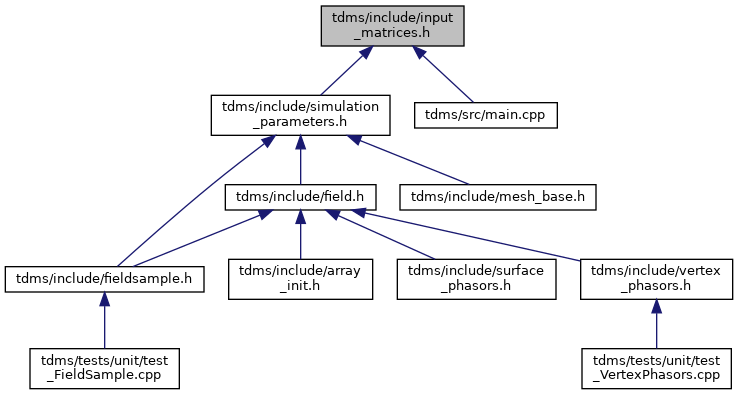 tdms/include/input
_matrices.h
tdms/include/simulation
_parameters.h
tdms/src/main.cpp
tdms/include/field.h
tdms/include/mesh_base.h
tdms/include/fieldsample.h
tdms/include/array
_init.h
tdms/include/surface
_phasors.h
tdms/include/vertex
_phasors.h
tdms/tests/unit/test
_FieldSample.cpp
tdms/tests/unit/test
_VertexPhasors.cpp